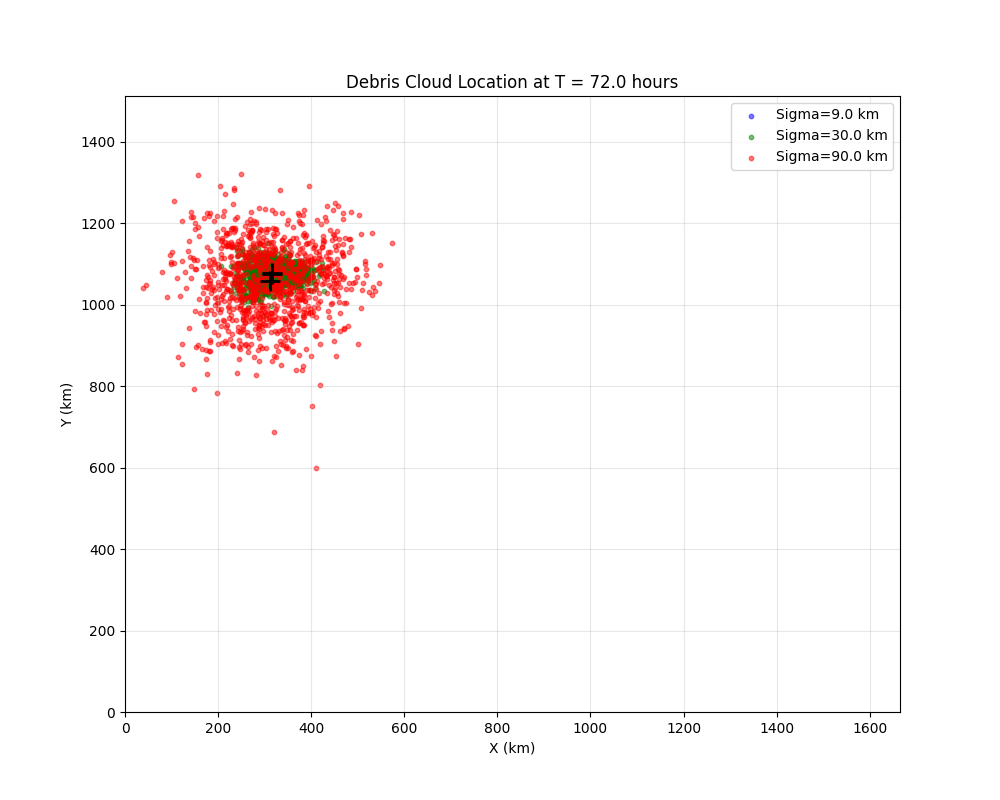 Debris Cloud Location at T = 72.0 hours
Sigma=9.0 km
Sigma=30.0 km
Sigma=90.0 km
1400
1200
1000
800
600
400
200
0
Y (km)
0 200 400 600 800 1000 1200 1400 1600
X (km)